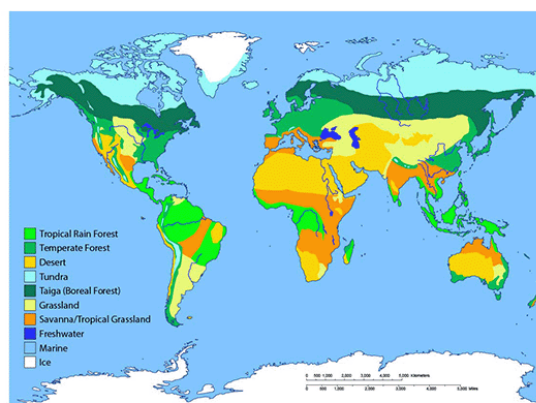 Tropical Rain Forest
Temperate Forest
Desert
Tundra
Taiga (Boreal Forest)
Grassland
Savanna/Tropical Grassland
Freshwater
Marine
Ice